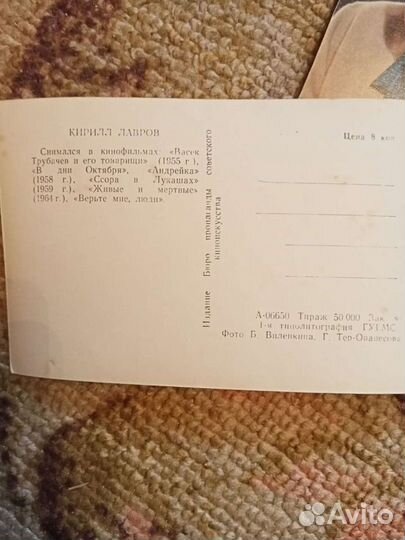 КИРИЛЛ ЛАВРОВ
Снимался в кинофильмах: «Васек
Трубачев и его товарищи» (1955 г.),
«В дни Октября», «Андрейка»
(1958 г.), «Ссора в Лукашах»
(1959 г.), «Живые и мертвые»
(1964 г.), «Верьте мне, люди».
Издание Бюро пропаганды советского
киноискусства
Цена 8 коп
А-06650 Тираж 50 000 Зак
1-я типолитография ГУГМС
Фото Б. Виленкина, Г. Тер-Ованесова
Avito